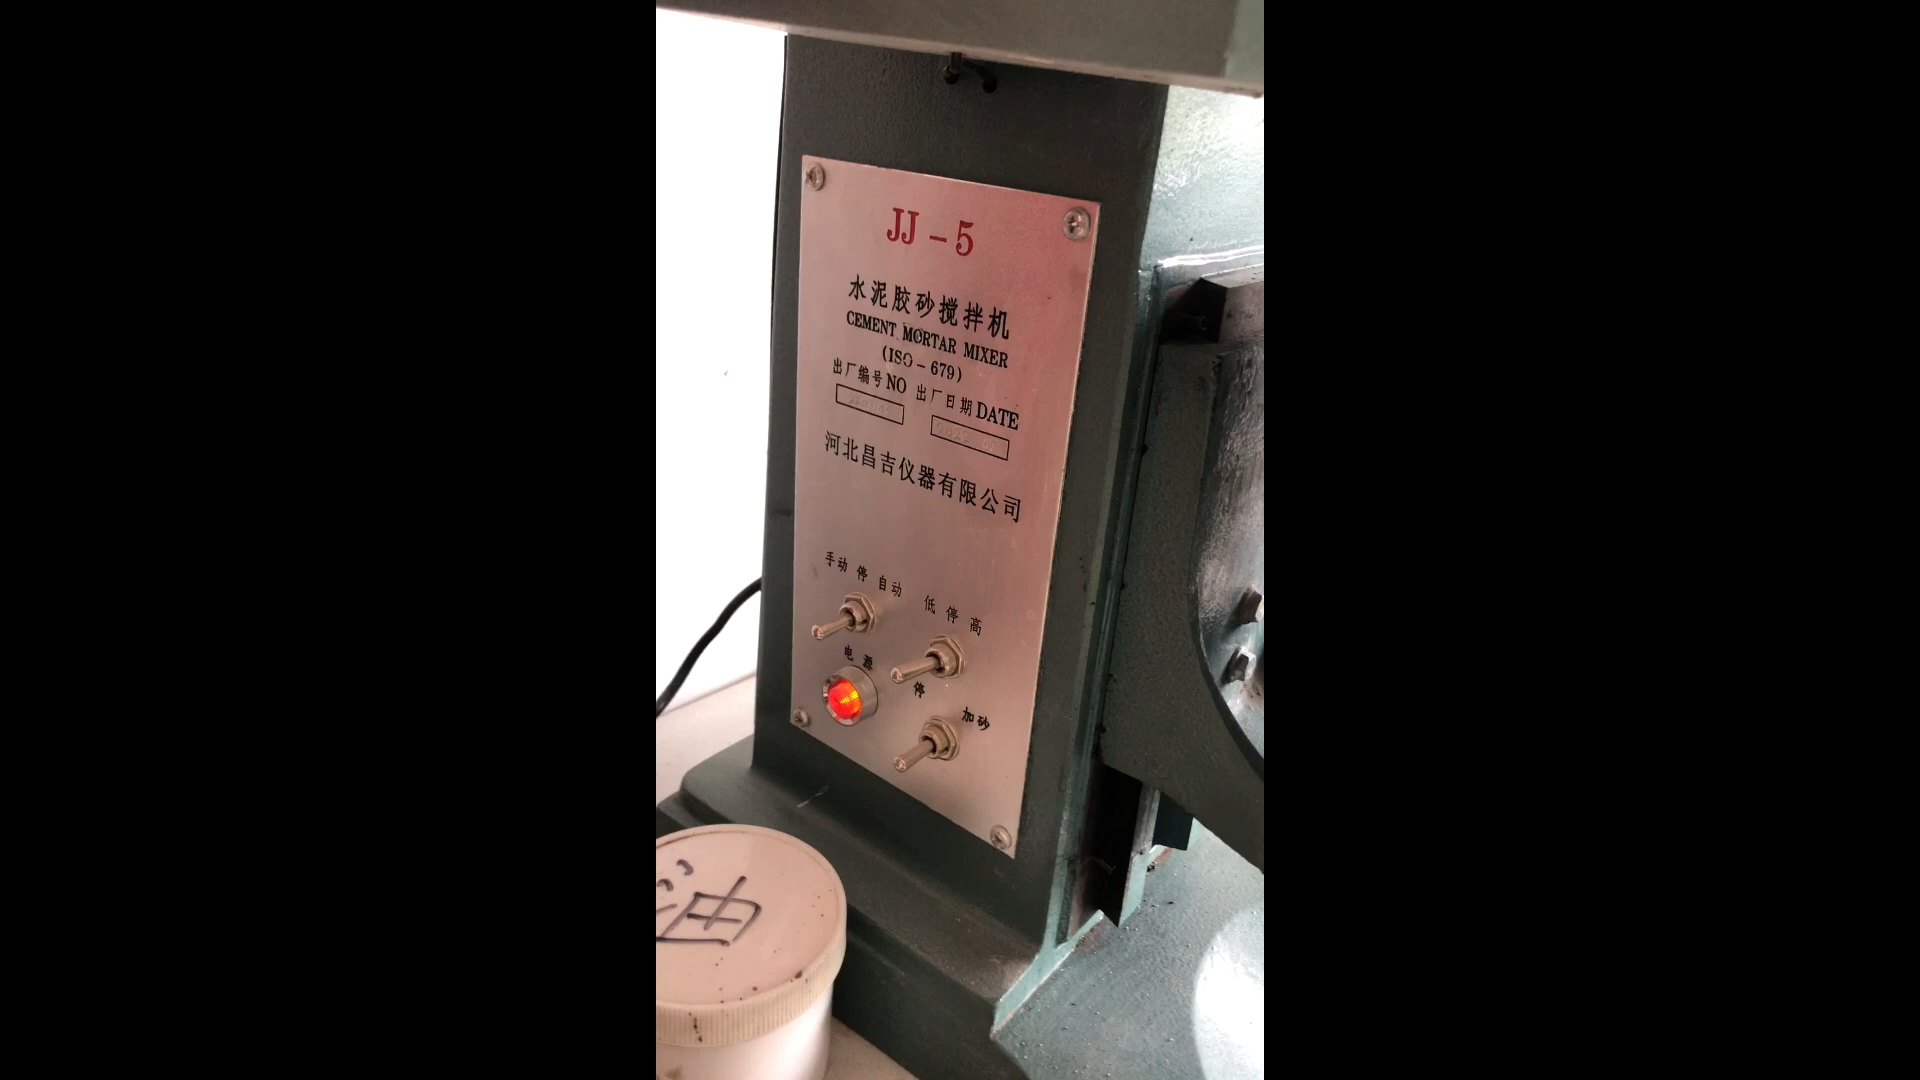 JJ-5
水泥胶砂搅拌机
CEMENT MORTAR MIXER
(ISO-679)
出厂编号NO 出厂日期DATE
河北昌吉仪器有限公司
手动 停 自动
低 停 高
电源
停
加砂
油